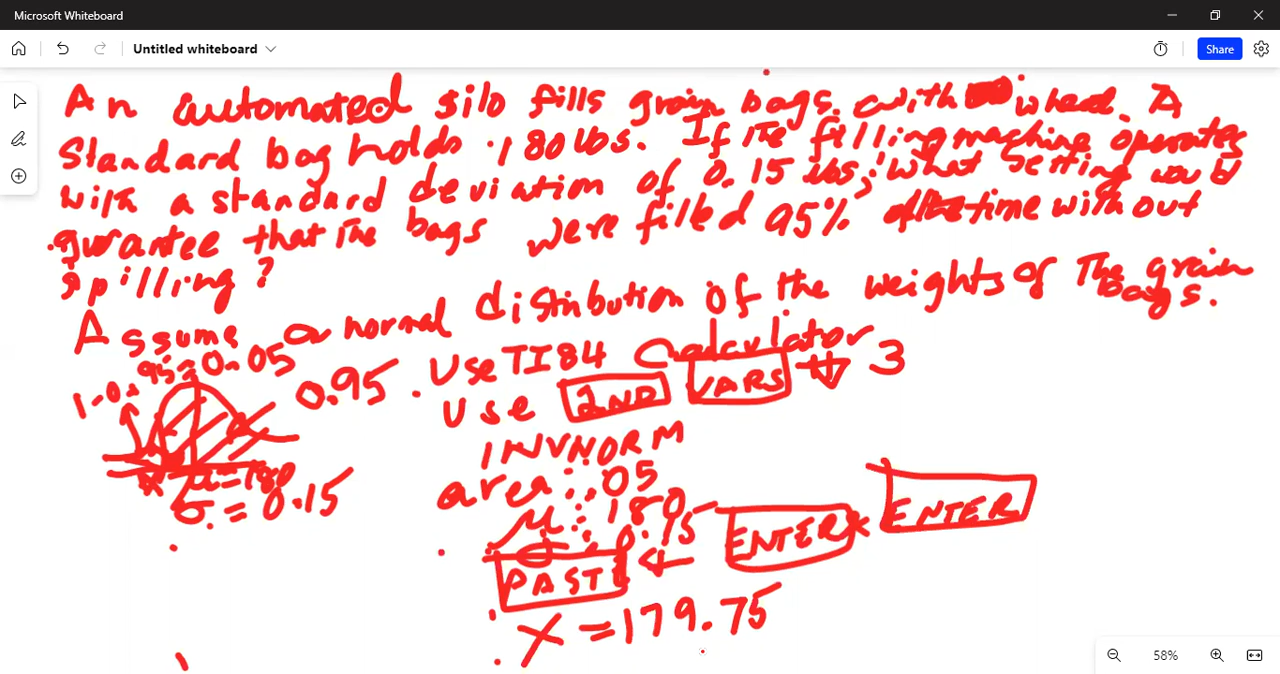 Microsoft Whiteboard
Untitled whiteboard
Share
An automated silo fills grain bags with wheat. A
standard bag holds 180 lbs. If the filling machine operates
with a standard deviation of 0.15 lbs; what setting would
gurantee that the bags were filled 95% of the time without
spilling?
Assume a normal distribution of the weights of the grain
bags.
1-0.95=0.05
0.95
μ=180
σ=0.15
Use TI84 Calculator
Use 2ND VARS ↓ 3
INVNORM
area: .05
μ: 180
σ: 0.15
PASTE ← ENTER ENTER
X=179.75
58%